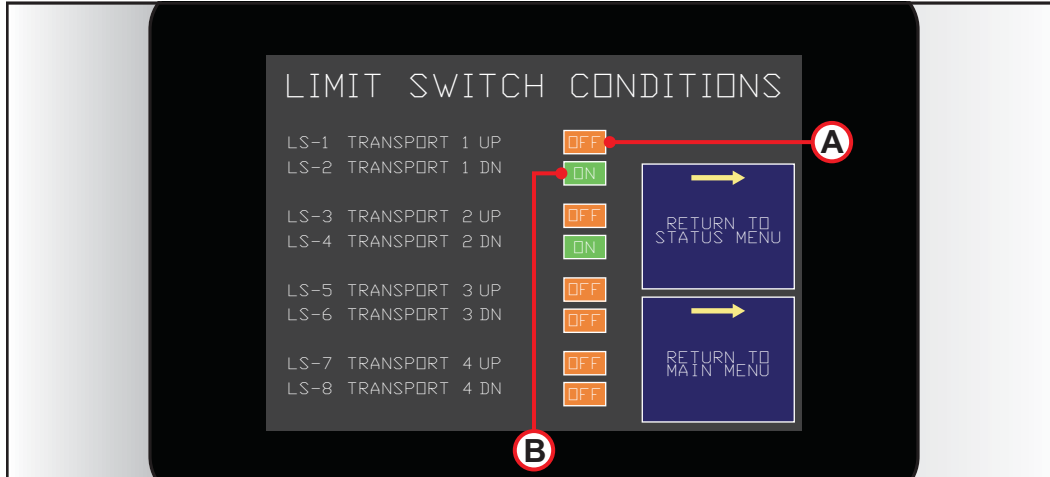 LIMIT SWITCH CONDITIONS
LS-1 TRANSPORT 1 UP OFF
A
LS-2 TRANSPORT 1 DN ON
LS-3 TRANSPORT 2 UP OFF
LS-4 TRANSPORT 2 DN ON
LS-5 TRANSPORT 3 UP OFF
LS-6 TRANSPORT 3 DN OFF
LS-7 TRANSPORT 4 UP OFF
LS-8 TRANSPORT 4 DN OFF
RETURN TO
STATUS MENU
RETURN TO
MAIN MENU
B